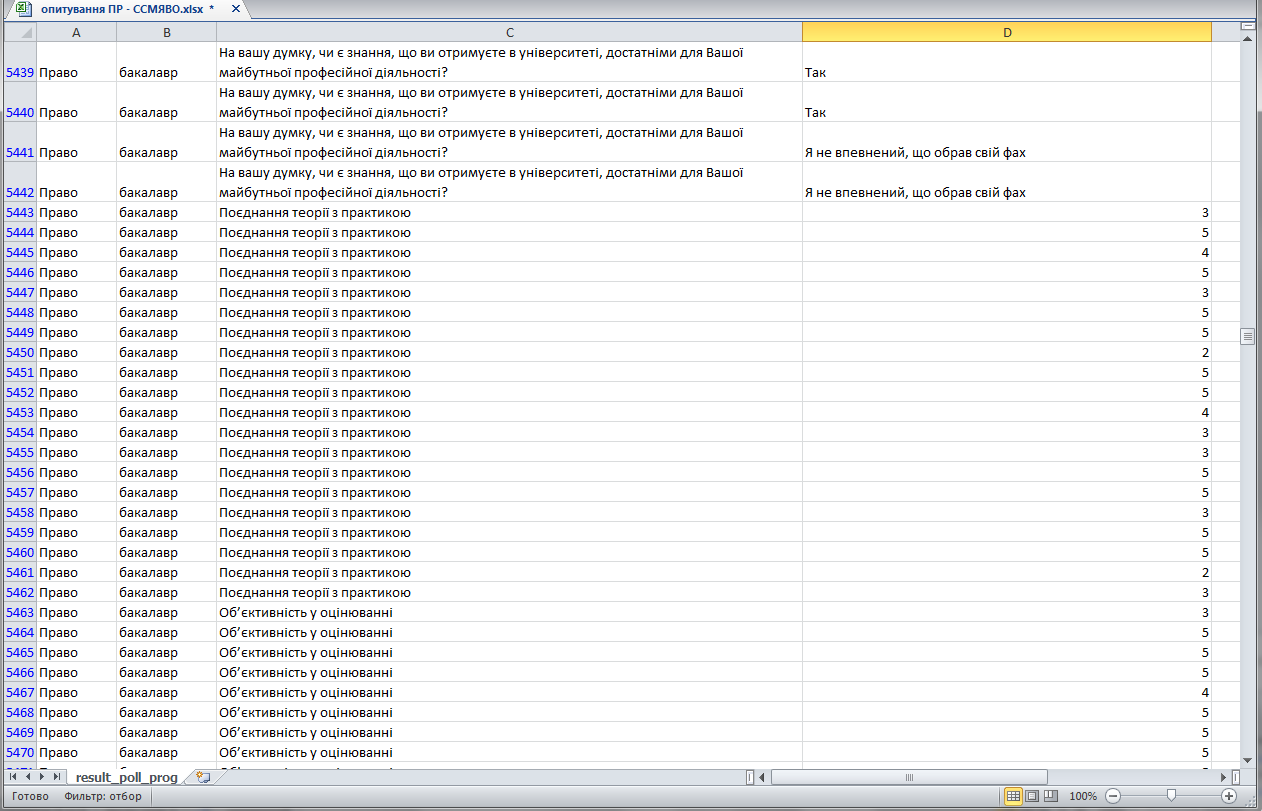 опитування ПР - ССМЯВО.xlsx *
A B C D
На вашу думку, чи є знання, що ви отримуєте в університеті, достатніми для Вашої
5439 Право бакалавр майбутньої професійної діяльності? Так
На вашу думку, чи є знання, що ви отримуєте в університеті, достатніми для Вашої
5440 Право бакалавр майбутньої професійної діяльності? Так
На вашу думку, чи є знання, що ви отримуєте в університеті, достатніми для Вашої
5441 Право бакалавр майбутньої професійної діяльності? Я не впевнений, що обрав свій фах
На вашу думку, чи є знання, що ви отримуєте в університеті, достатніми для Вашої
5442 Право бакалавр майбутньої професійної діяльності? Я не впевнений, що обрав свій фах
5443 Право бакалавр Поєднання теорії з практикою 3
5444 Право бакалавр Поєднання теорії з практикою 5
5445 Право бакалавр Поєднання теорії з практикою 4
5446 Право бакалавр Поєднання теорії з практикою 5
5447 Право бакалавр Поєднання теорії з практикою 3
5448 Право бакалавр Поєднання теорії з практикою 5
5449 Право бакалавр Поєднання теорії з практикою 5
5450 Право бакалавр Поєднання теорії з практикою 2
5451 Право бакалавр Поєднання теорії з практикою 5
5452 Право бакалавр Поєднання теорії з практикою 5
5453 Право бакалавр Поєднання теорії з практикою 4
5454 Право бакалавр Поєднання теорії з практикою 3
5455 Право бакалавр Поєднання теорії з практикою 3
5456 Право бакалавр Поєднання теорії з практикою 5
5457 Право бакалавр Поєднання теорії з практикою 5
5458 Право бакалавр Поєднання теорії з практикою 3
5459 Право бакалавр Поєднання теорії з практикою 5
5460 Право бакалавр Поєднання теорії з практикою 5
5461 Право бакалавр Поєднання теорії з практикою 2
5462 Право бакалавр Поєднання теорії з практикою 3
5463 Право бакалавр Об’єктивність у оцінюванні 3
5464 Право бакалавр Об’єктивність у оцінюванні 5
5465 Право бакалавр Об’єктивність у оцінюванні 5
5466 Право бакалавр Об’єктивність у оцінюванні 5
5467 Право бакалавр Об’єктивність у оцінюванні 4
5468 Право бакалавр Об’єктивність у оцінюванні 5
5469 Право бакалавр Об’єктивність у оцінюванні 5
5470 Право бакалавр Об’єктивність у оцінюванні 5
result_poll_prog
Готово Фильтр: отбор 100%